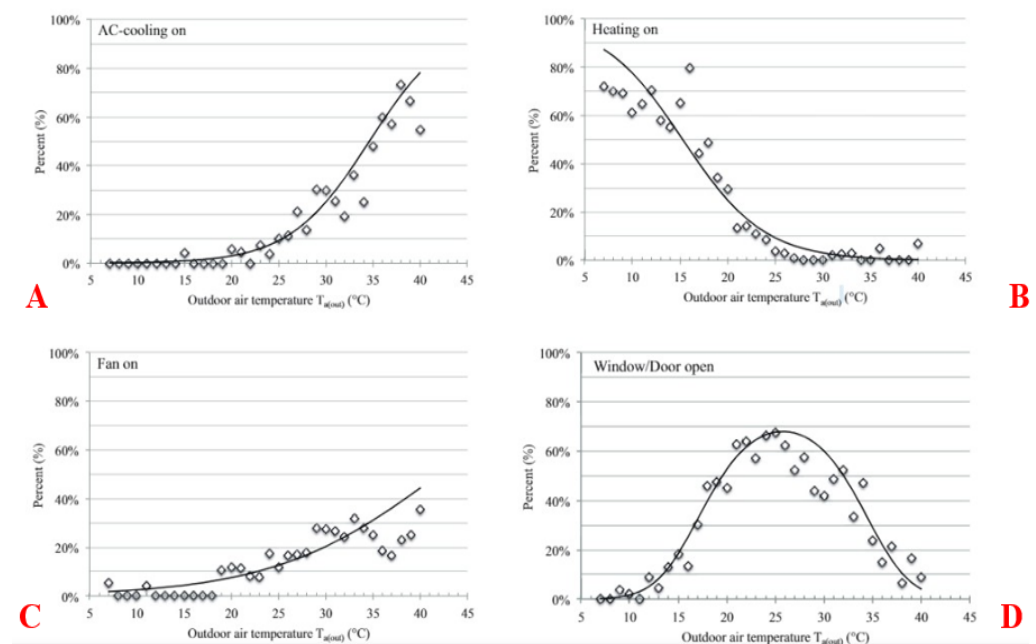 100%
AC-cooling on
80%
60%
40%
20%
0%
Percent (%)
5 10 15 20 25 30 35 40 45
Outdoor air temperature Ta(out) (°C)
A
100%
Heating on
80%
60%
40%
20%
0%
Percent (%)
5 10 15 20 25 30 35 40 45
Outdoor air temperature Ta(out) (°C)
B
100%
Fan on
80%
60%
40%
20%
0%
Percent (%)
5 10 15 20 25 30 35 40 45
Outdoor air temperature Ta(out) (°C)
C
100%
Window/Door open
80%
60%
40%
20%
0%
Percent (%)
5 10 15 20 25 30 35 40 45
Outdoor air temperature Ta(out) (°C)
D